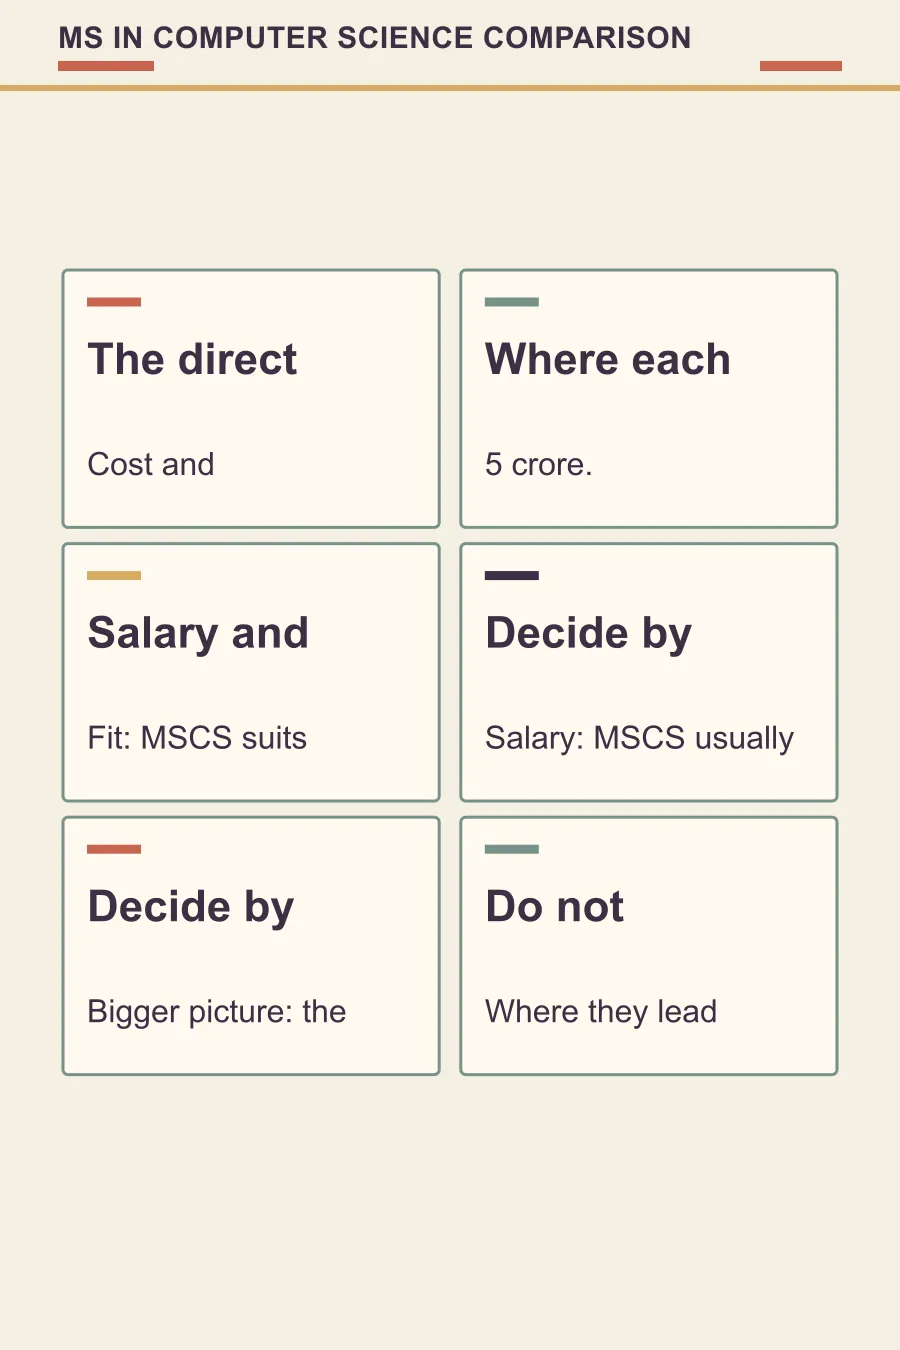 MS IN COMPUTER SCIENCE COMPARISON
The direct
Cost and
Where each
5 crore.
Salary and
Fit: MSCS suits
Decide by
Salary: MSCS usually
Decide by
Bigger picture: the
Do not
Where they lead